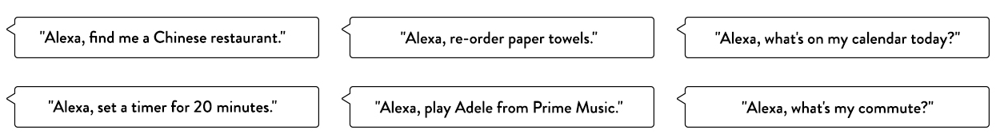 "Alexa, find me a Chinese restaurant."
"Alexa, re-order paper towels."
"Alexa, what's on my calendar today?"
"Alexa, set a timer for 20 minutes."
"Alexa, play Adele from Prime Music."
"Alexa, what's my commute?"